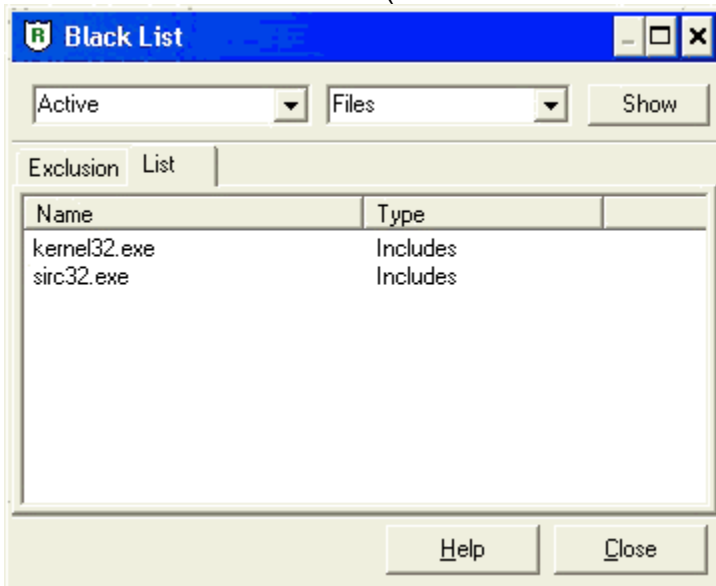 R Black List
Active Files Show
Exclusion List
Name Type
kernel32.exe Includes
sirc32.exe Includes
Help Close